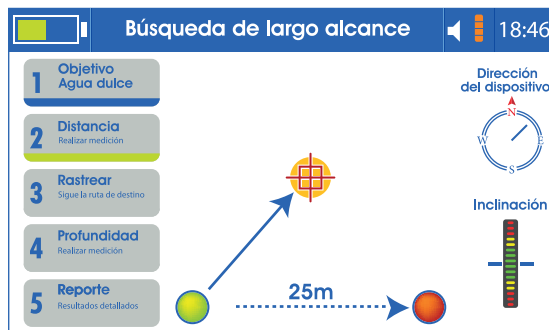 Búsqueda de largo alcance
18:46
1
Objetivo
Agua dulce
2
Distancia
Realizar medición
3
Rastrear
Sigue la ruta de destino
4
Profundidad
Realizar medición
5
Reporte
Resultados detallados
25m
Dirección
del dispositivo
N
W
E
S
Inclinación